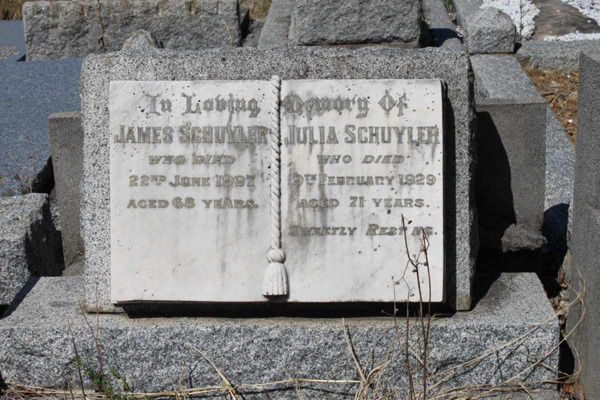 In Loving Memory Of
JAMES SCHUYLER
WHO DIED
22ND JUNE
AGED 68 YEARS.
JULIA SCHUYLER
WHO DIED
FEBRUARY 1929
AGED 71 YEARS.
SWEETLY RESTING.